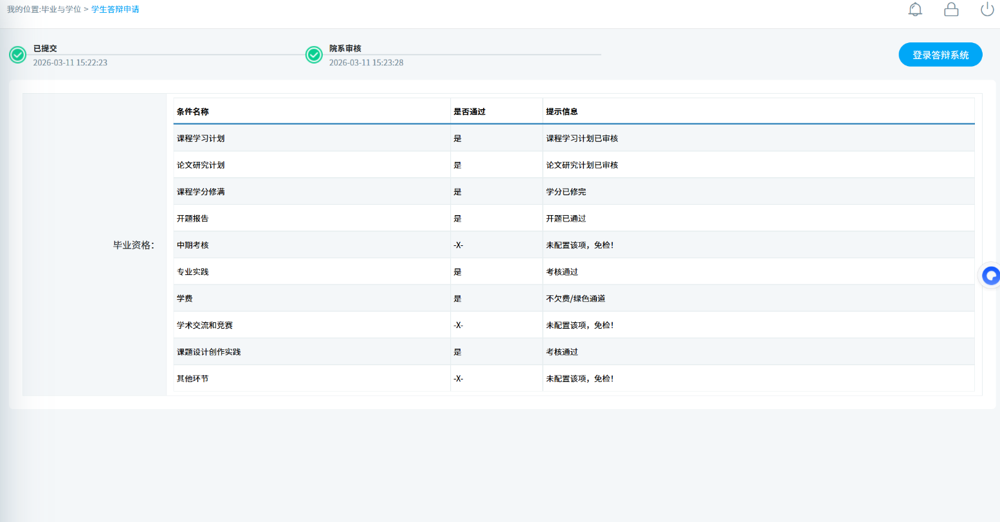 我的位置:毕业与学位 > 学生答辩申请
已提交
2026-03-11 15:22:23
院系审核
2026-03-11 15:23:28
登录答辩系统
毕业资格：
条件名称 是否通过 提示信息
课程学习计划 是 课程学习计划已审核
论文研究计划 是 论文研究计划已审核
课程学分修满 是 学分已修完
开题报告 是 开题已通过
中期考核 -X- 未配置该项，免检！
专业实践 是 考核通过
学费 是 不欠费/绿色通道
学术交流和竞赛 -X- 未配置该项，免检！
课题设计创作实践 是 考核通过
其他环节 -X- 未配置该项，免检！